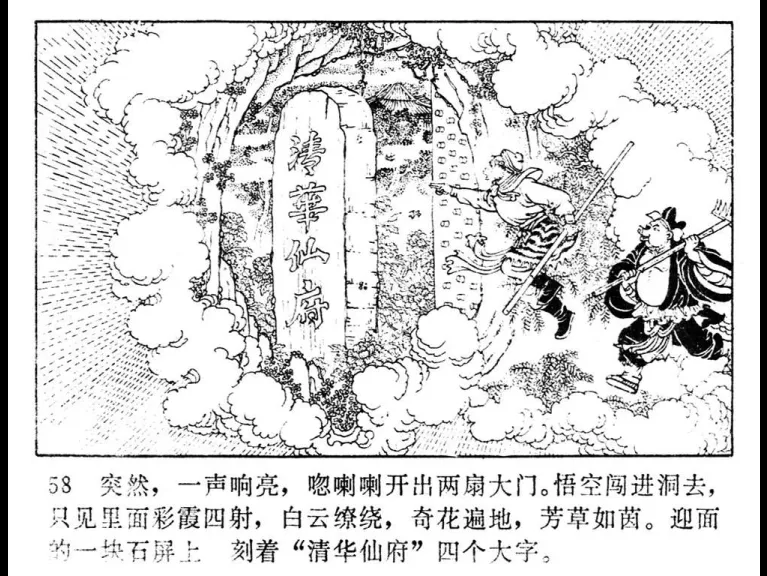 清華仙府
58 突然，一声响亮，唿喇喇开出两扇大门。悟空闯进洞去，
只见里面彩霞四射，白云缭绕，奇花遍地，芳草如茵。迎面
的一块石屏上 刻着“清华仙府”四个大字。